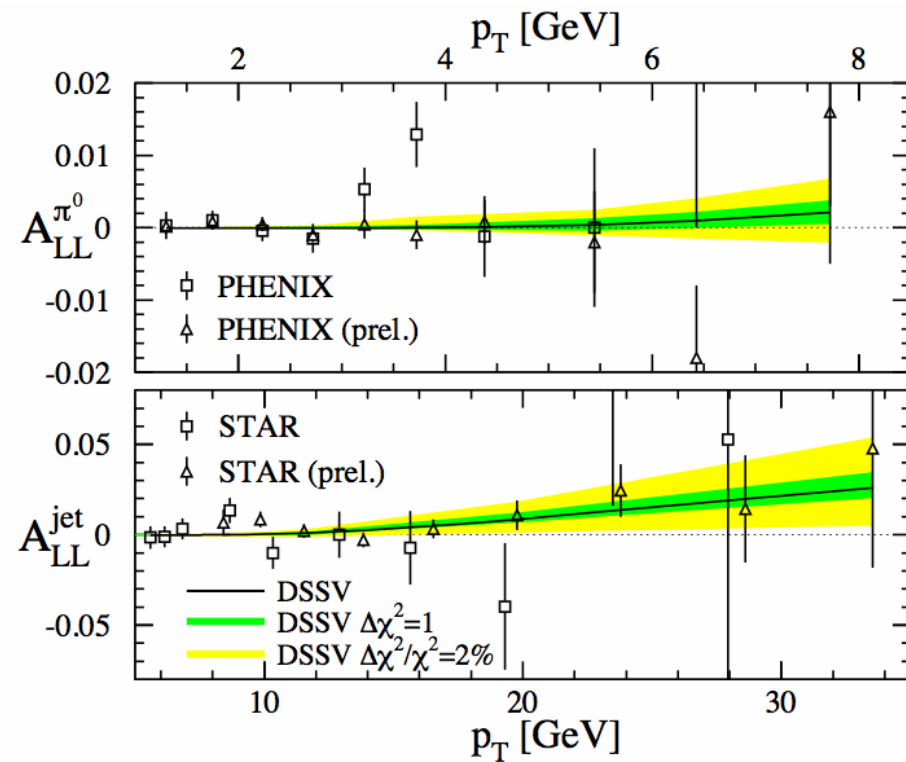 p_T [GeV]
2 4 6 8
0.02
0.01
0
-0.01
-0.02
A_LL^π^0
PHENIX
PHENIX (prel.)
0.05
0
-0.05
A_LL^jet
STAR
STAR (prel.)
DSSV
DSSV Δχ²=1
DSSV Δχ²/χ²=2%
10 20 30
p_T [GeV]